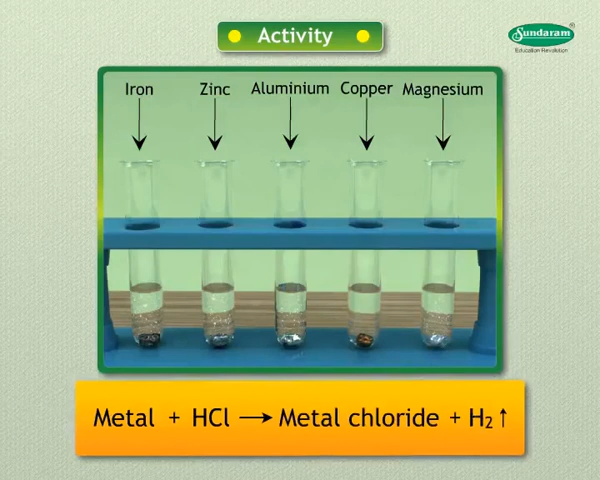 Activity
Sundaram®
Education Revolution
Iron Zinc Aluminium Copper Magnesium
Metal + HCl → Metal chloride + H₂ ↑